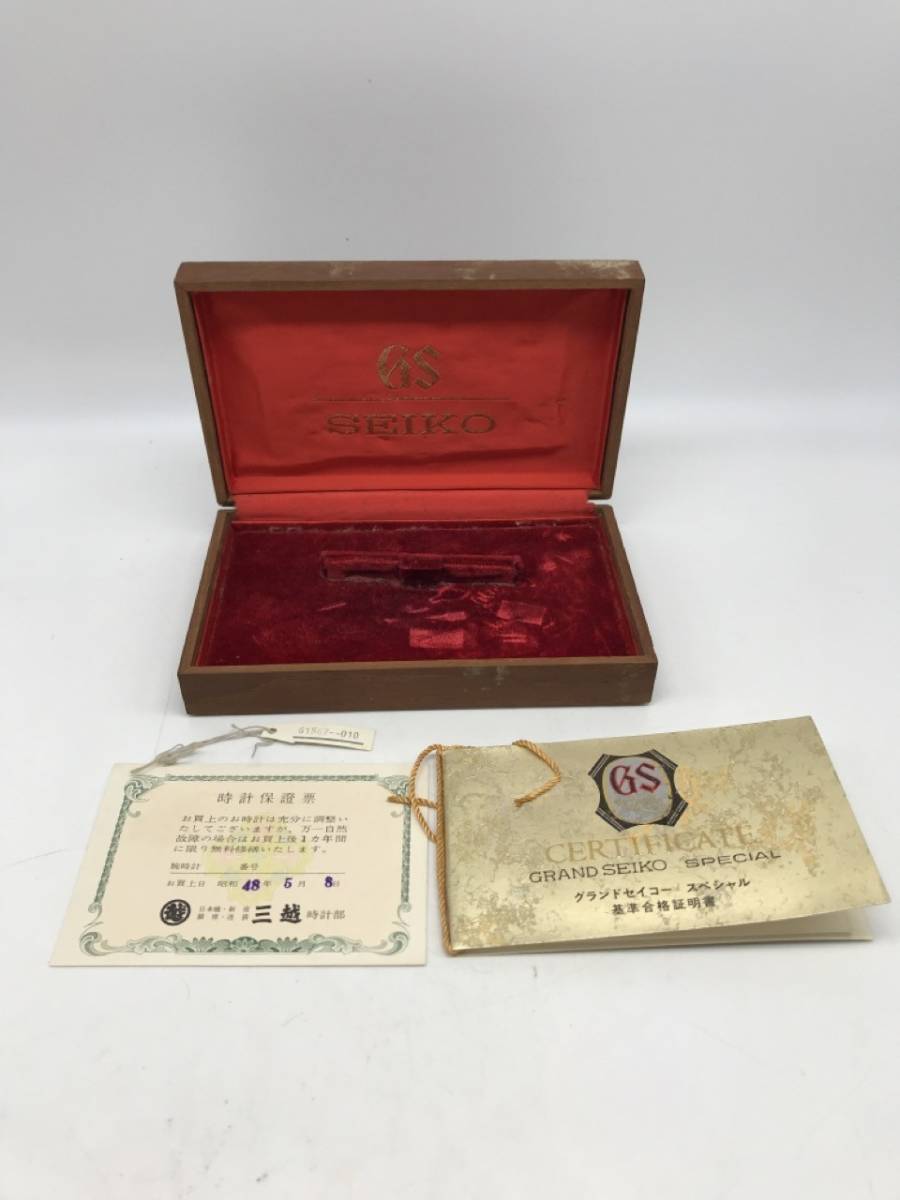 GS
SEIKO
時計保證票
お買上のお時計は充分に調整い
たしてございますが、万一自然
故障の場合はお買上後1カ年間
に限り無料修繕いたします。
腕時計 番号
お買上日 昭和 48年 5月 8日
三越 時計部
GS
CERTIFICATE
GRAND SEIKO SPECIAL
グランドセイコー スペシャル
基準合格証明書